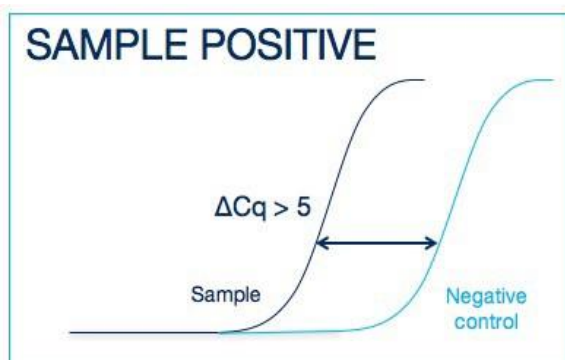 SAMPLE POSITIVE
ΔCq > 5
Sample
Negative
control